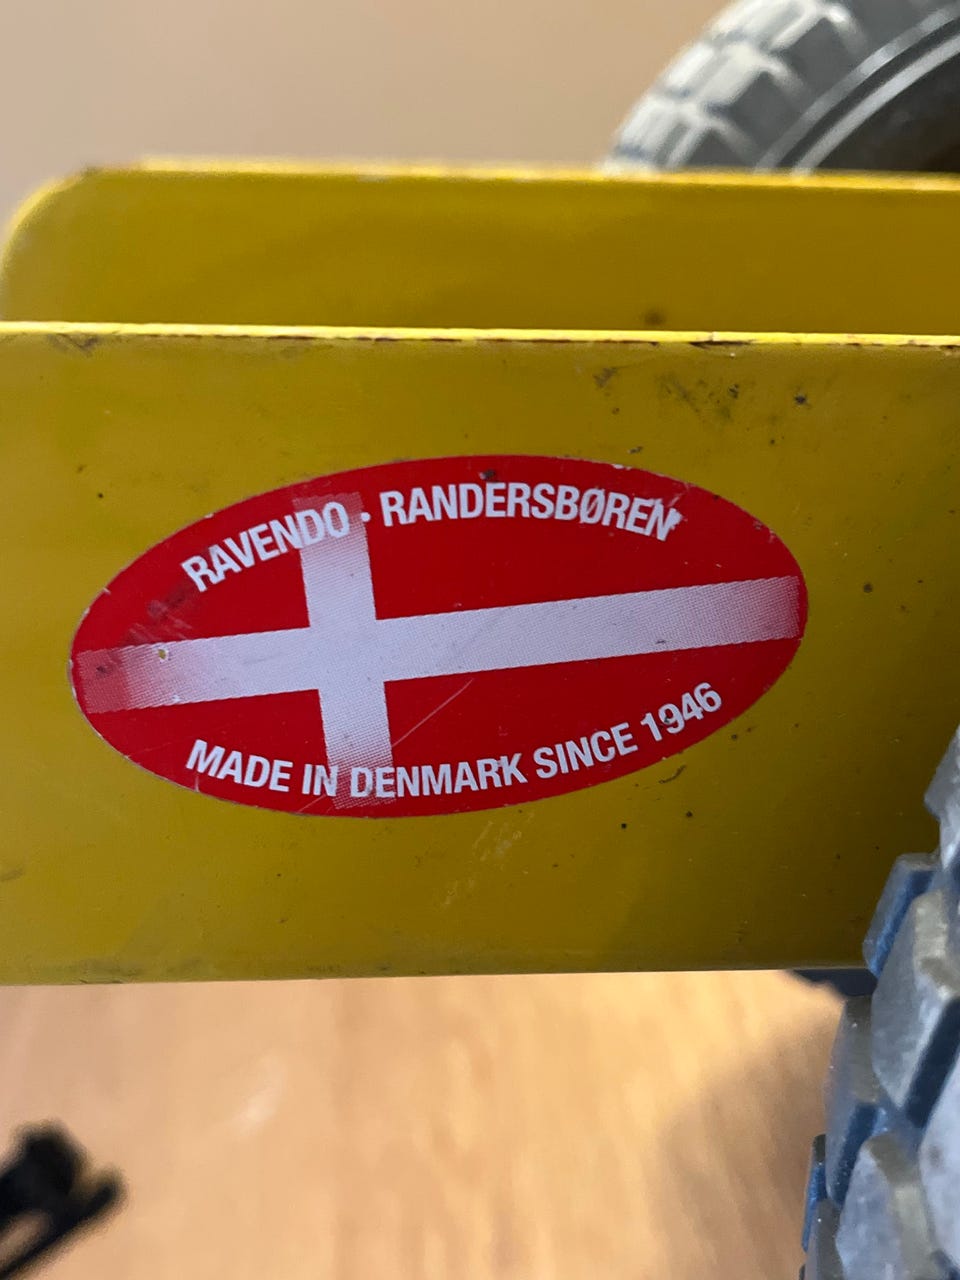 RAVENDO · RANDERSBØREN
MADE IN DENMARK SINCE 1946